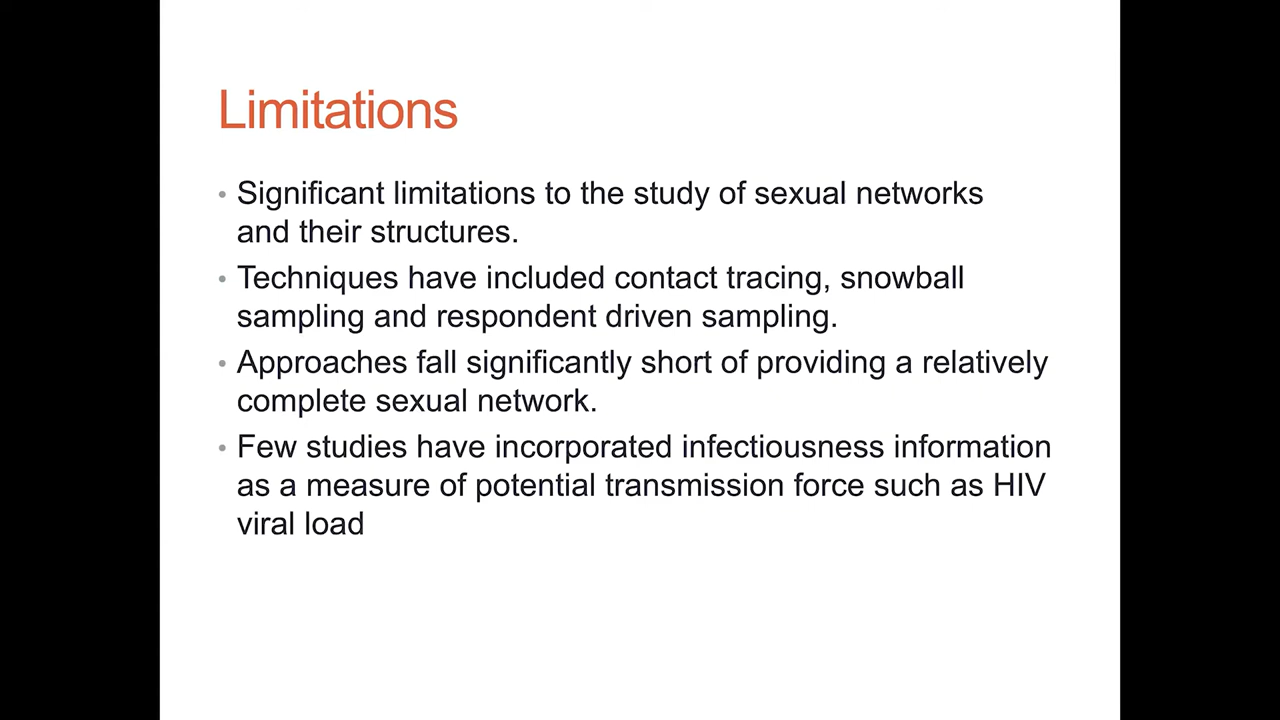 Limitations
• Significant limitations to the study of sexual networks
and their structures.
• Techniques have included contact tracing, snowball
sampling and respondent driven sampling.
• Approaches fall significantly short of providing a relatively
complete sexual network.
• Few studies have incorporated infectiousness information
as a measure of potential transmission force such as HIV
viral load